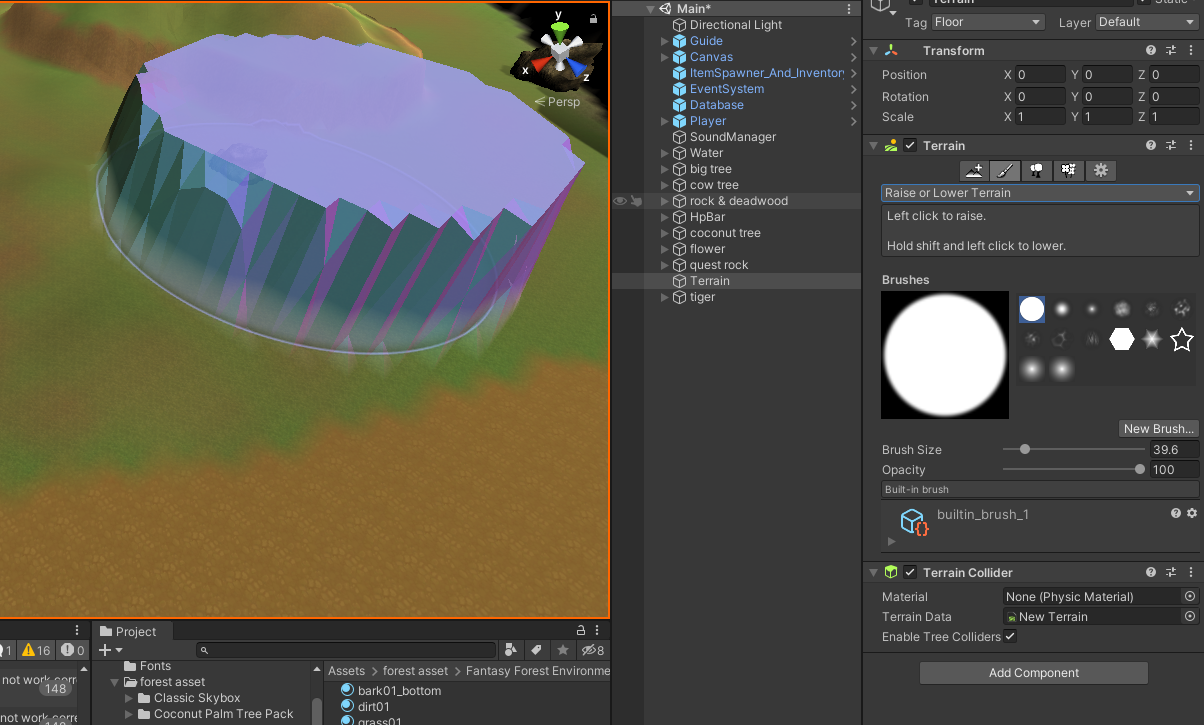 y
x
z
Persp
1
16
0
not work corr
148
not work corre
148
Project
8
Fonts
forest asset
Classic Skybox
Coconut Palm Tree Pack
Assets > forest asset > Fantasy Forest Environme
bark01_bottom
dirt01
grass01
Main*
Directional Light
Guide
Canvas
ItemSpawner_And_Inventory
EventSystem
Database
Player
SoundManager
Water
big tree
cow tree
rock & deadwood
HpBar
coconut tree
flower
quest rock
Terrain
tiger
Terrain
Static
Tag Floor Layer Default
Transform
Position X 0 Y 0 Z 0
Rotation X 0 Y 0 Z 0
Scale X 1 Y 1 Z 1
Terrain
Raise or Lower Terrain
Left click to raise.
Hold shift and left click to lower.
Brushes
New Brush...
Brush Size 39.6
Opacity 100
Built-in brush
builtin_brush_1
Terrain Collider
Material None (Physic Material)
Terrain Data New Terrain
Enable Tree Colliders
Add Component